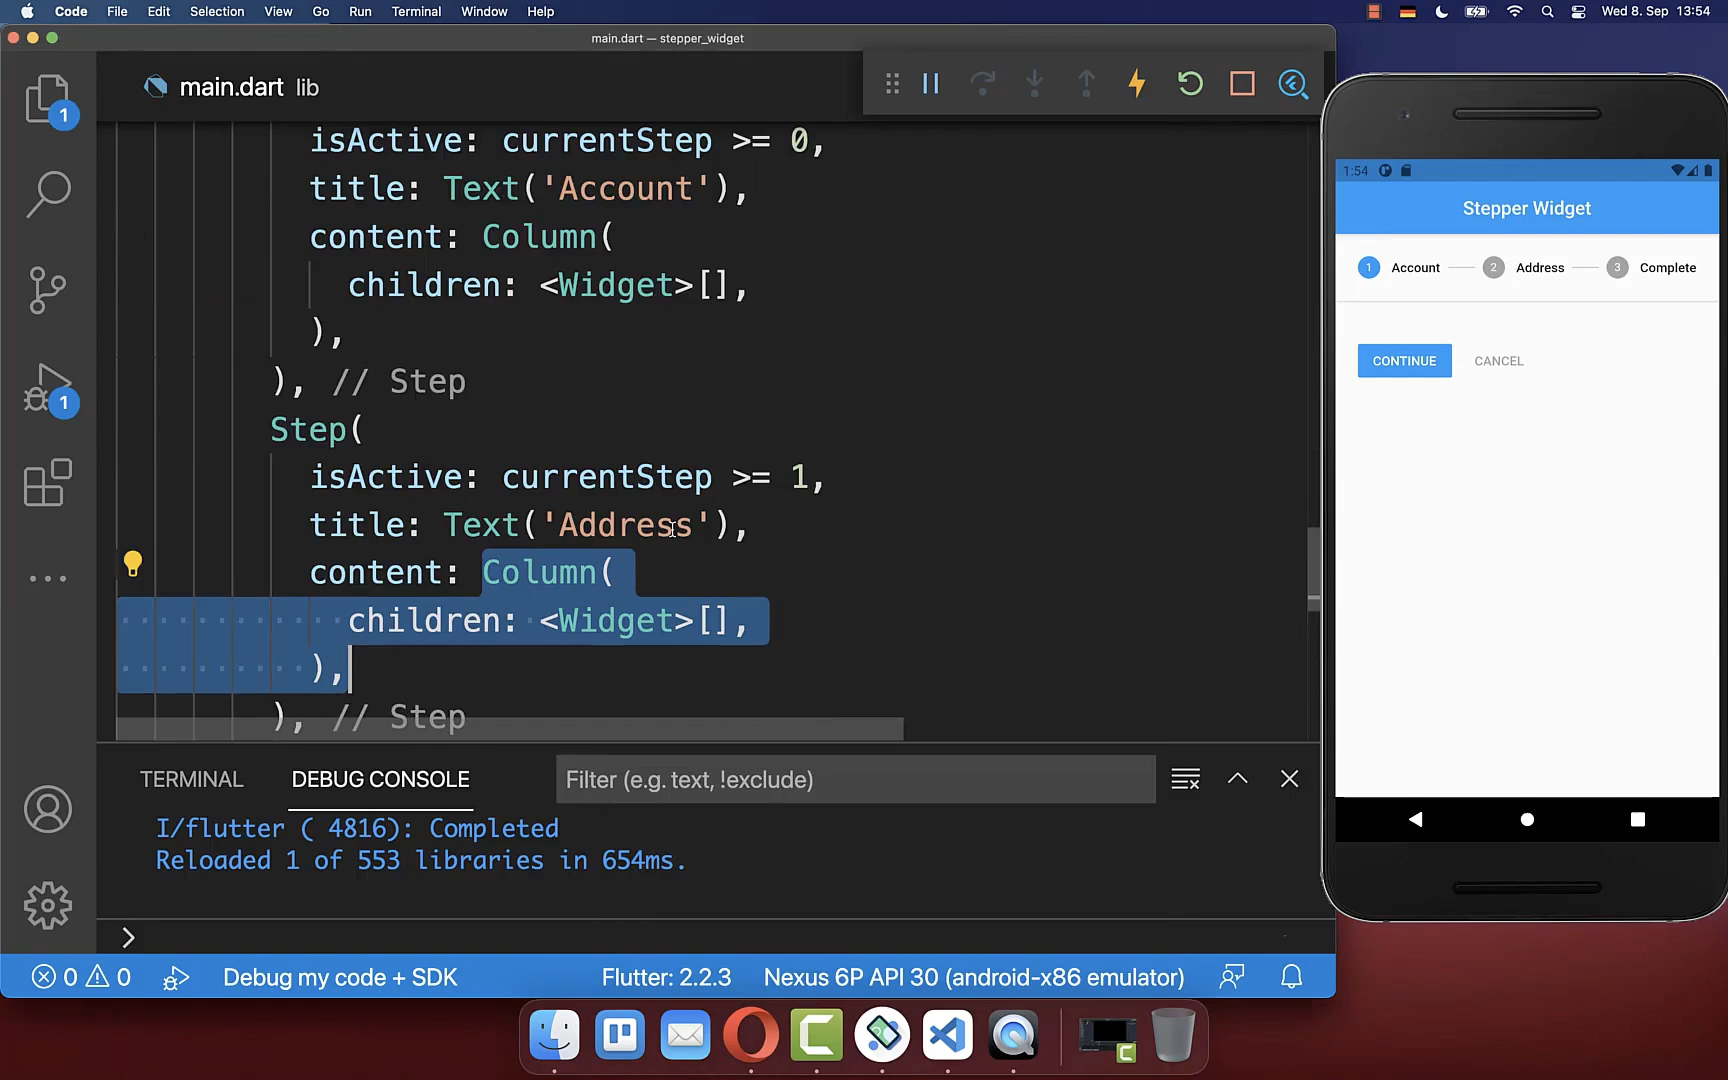 Code File Edit Selection View Go Run Terminal Window Help
Wed 8. Sep 13:54
main.dart — stepper_widget
main.dart lib
1
1
isActive: currentStep >= 0,
title: Text('Account'),
content: Column(
children: <Widget>[],
),
), // Step
Step(
isActive: currentStep >= 1,
title: Text('Address'),
content: Column(
children: <Widget>[],
),
), // Step
TERMINAL
DEBUG CONSOLE
Filter (e.g. text, !exclude)
I/flutter ( 4816): Completed
Reloaded 1 of 553 libraries in 654ms.
0 0
Debug my code + SDK
Flutter: 2.2.3
Nexus 6P API 30 (android-x86 emulator)
1:54
Stepper Widget
1 Account 2 Address 3 Complete
CONTINUE CANCEL